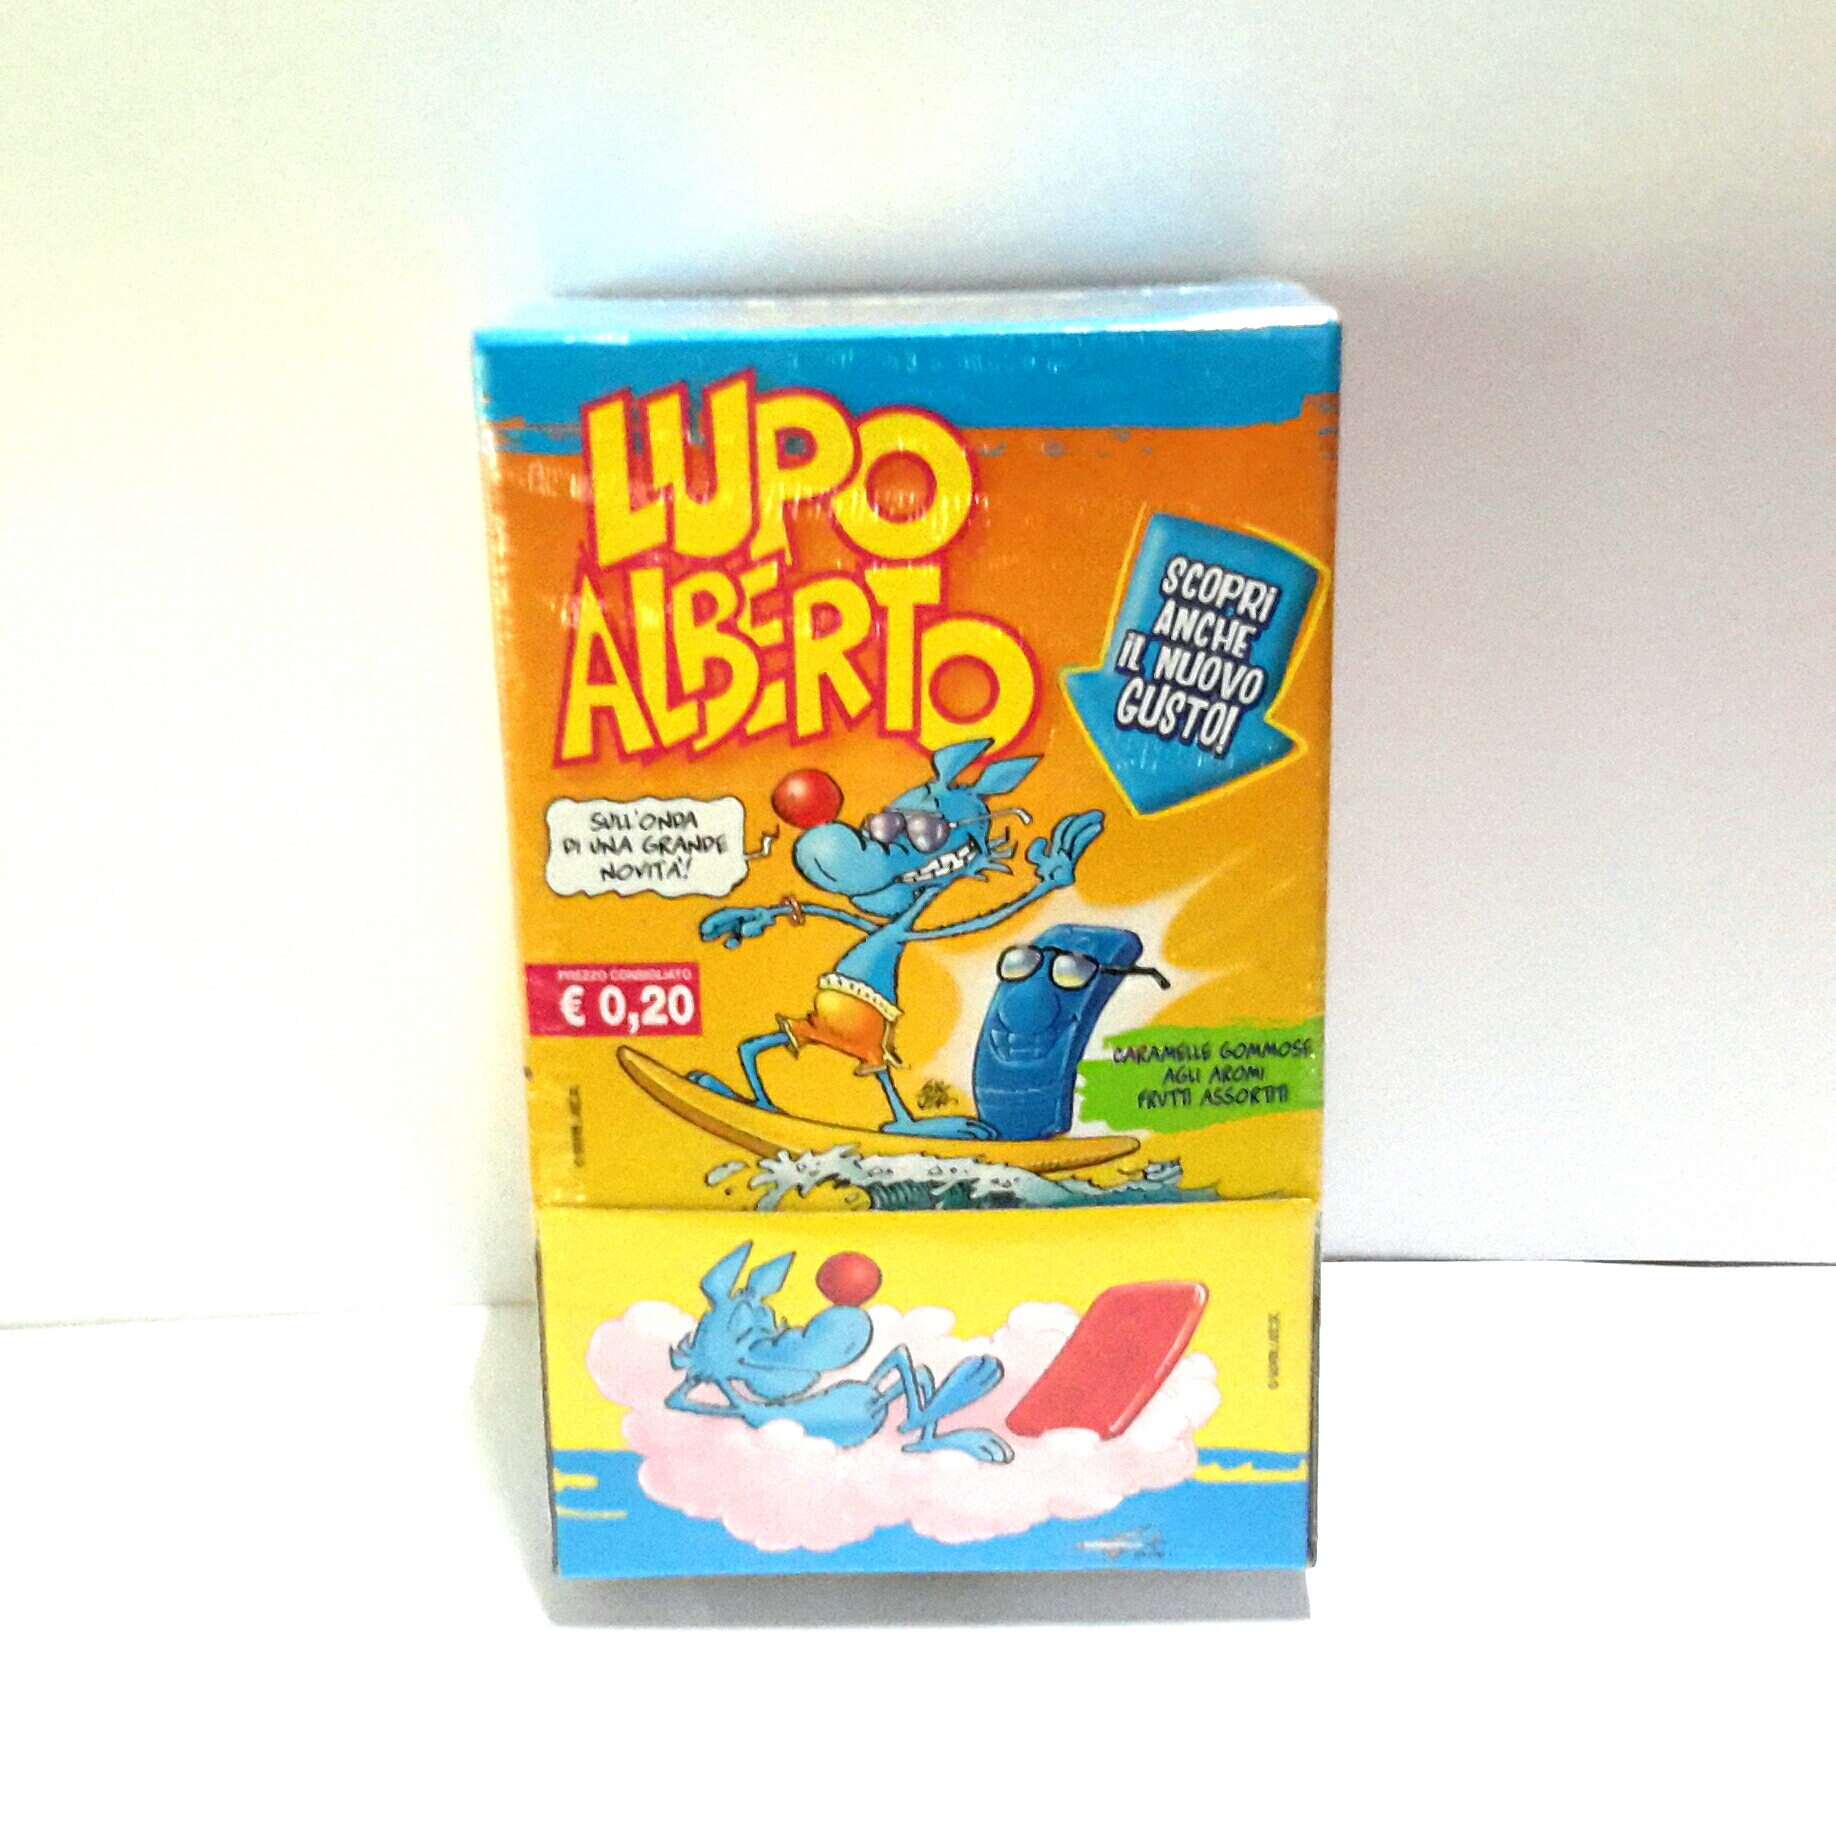 LUPO
ALBERTO
SCOPRI
ANCHE
IL NUOVO
GUSTO!
SULL'ONDA
DI UNA GRANDE
NOVITA'!
PREZZO CONSIGLIATO
€ 0,20
CARAMELLE GOMMOSE
AGLI AROMI
FRUTTI ASSORTITI